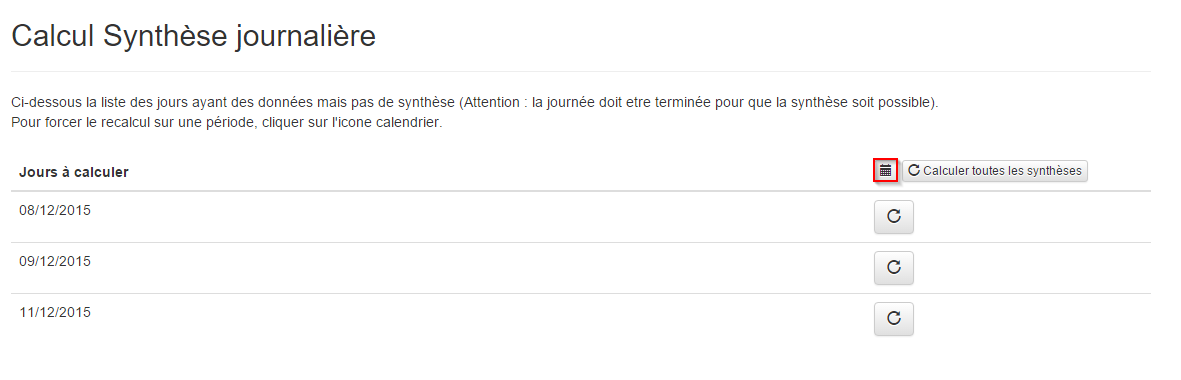 Calcul Synthèse journalière
Ci-dessous la liste des jours ayant des données mais pas de synthèse (Attention : la journée doit etre terminée pour que la synthèse soit possible).
Pour forcer le recalcul sur une période, cliquer sur l'icone calendrier.
Jours à calculer
Calculer toutes les synthèses
08/12/2015
09/12/2015
11/12/2015